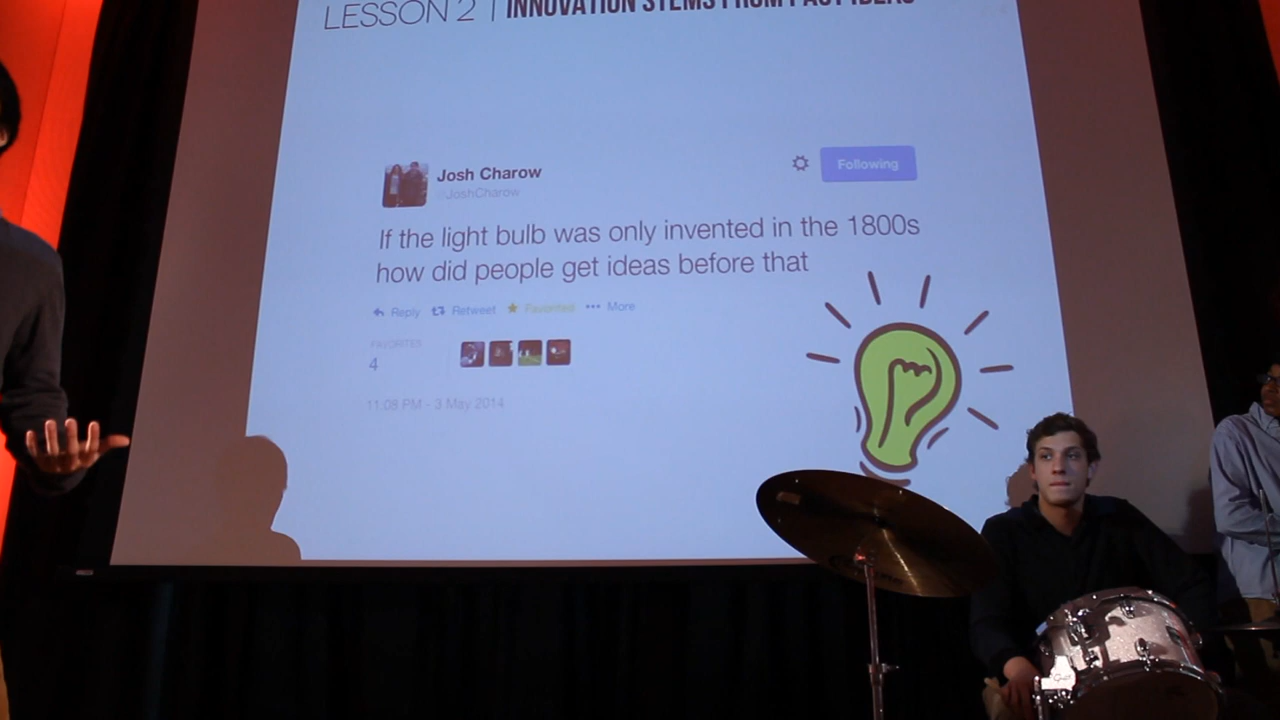 LESSON 2 | INNOVATION STEMS FROM PAST IDEAS
Josh Charow
@JoshCharow
Following
If the light bulb was only invented in the 1800s
how did people get ideas before that
Reply Retweet Favorited More
FAVORITES
4
11:08 PM - 3 May 2014